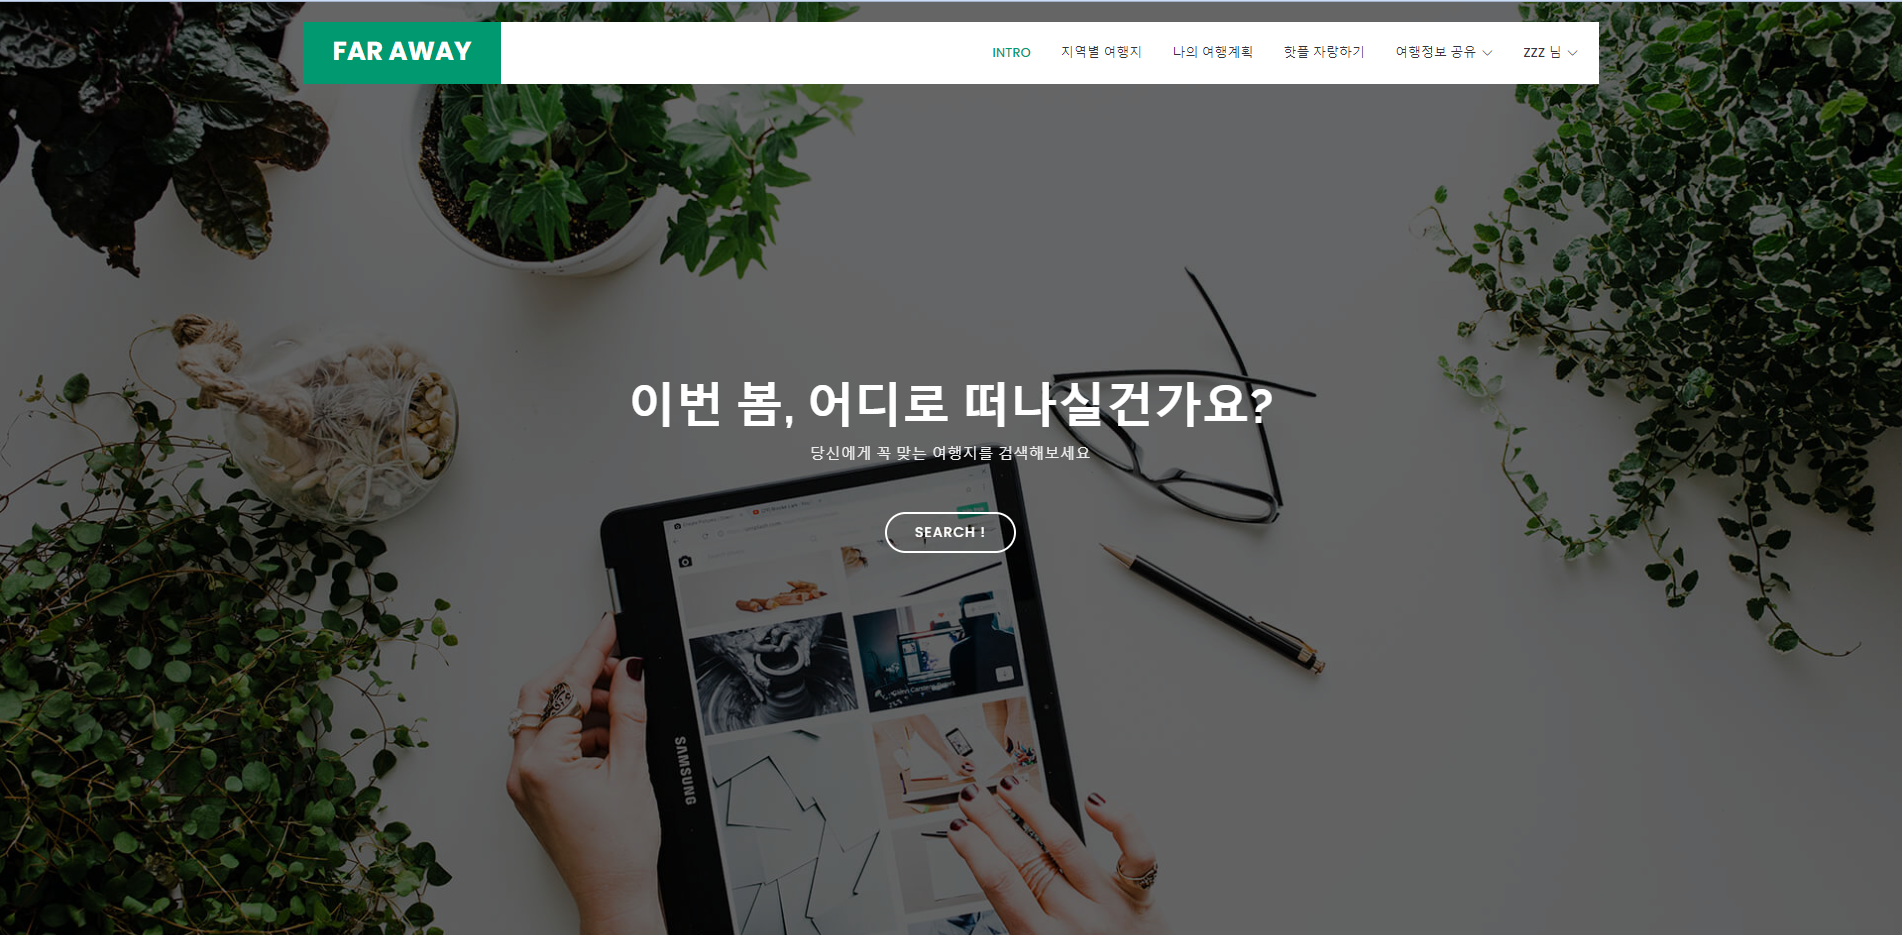 FAR AWAY
INTRO
지역별 여행지
나의 여행계획
핫플 자랑하기
여행정보 공유
ZZZ 님
이번 봄, 어디로 떠나실건가요?
당신에게 꼭 맞는 여행지를 검색해보세요
SEARCH !
SAMSUNG